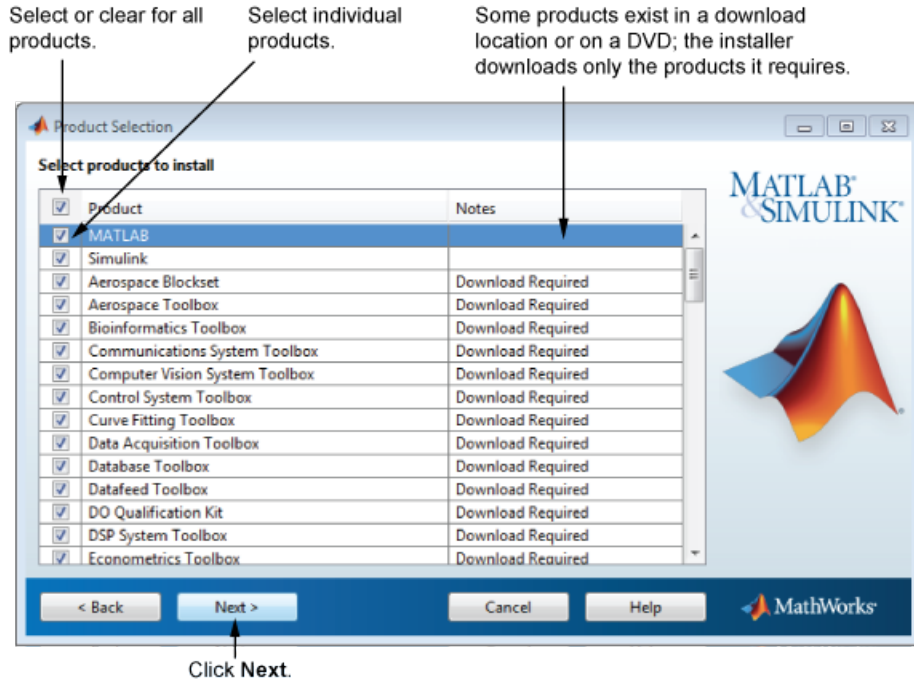 Select or clear for all
products.
Select individual
products.
Some products exist in a download
location or on a DVD; the installer
downloads only the products it requires.
Product Selection
Select products to install
MATLAB®
&SIMULINK®
Product Notes
MATLAB
Simulink
Aerospace Blockset Download Required
Aerospace Toolbox Download Required
Bioinformatics Toolbox Download Required
Communications System Toolbox Download Required
Computer Vision System Toolbox Download Required
Control System Toolbox Download Required
Curve Fitting Toolbox Download Required
Data Acquisition Toolbox Download Required
Database Toolbox Download Required
Datafeed Toolbox Download Required
DO Qualification Kit Download Required
DSP System Toolbox Download Required
Econometrics Toolbox Download Required
< Back Next > Cancel Help MathWorks®
Click Next.